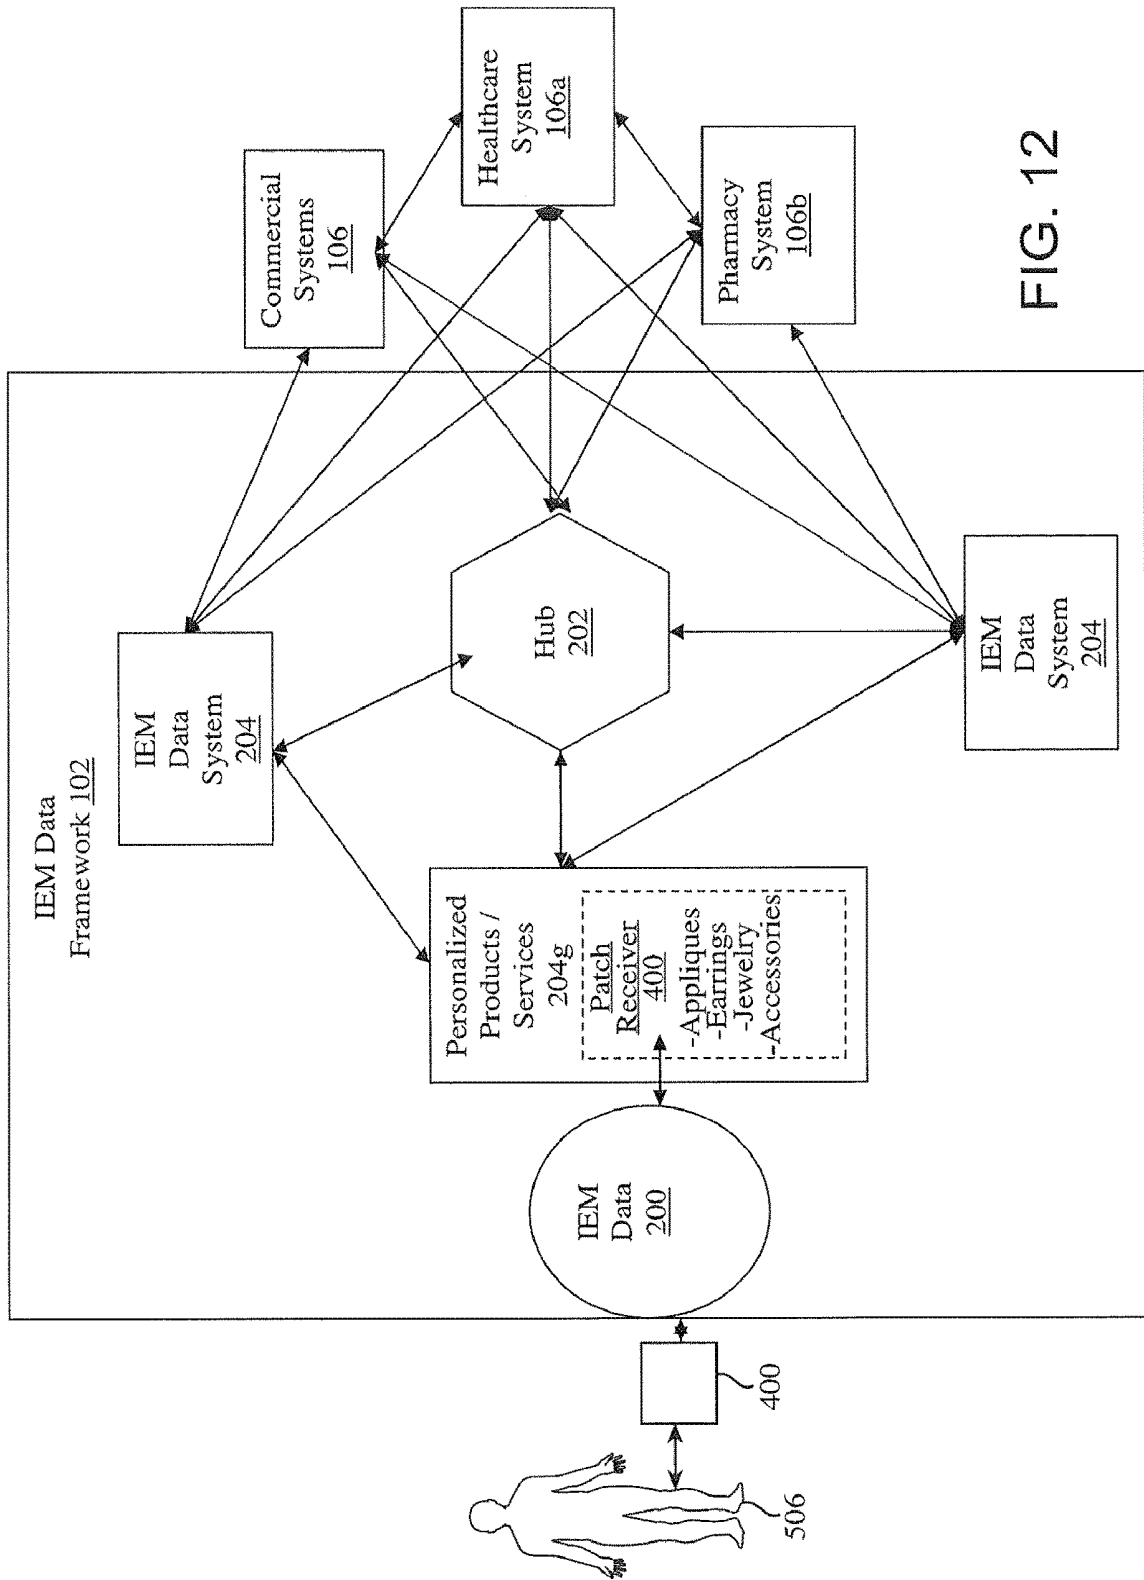 IEM Data
Framework 102
IEM
Data
System
204
Commercial
Systems
106
Healthcare
System
106a
Pharmacy
System
106b
Hub
202
Personalized
Products /
Services
204g
Patch
Receiver
400
-Appliques
-Earrings
-Jewelry
-Accessories
IEM
Data
200
IEM
Data
System
204
400
506
FIG. 12